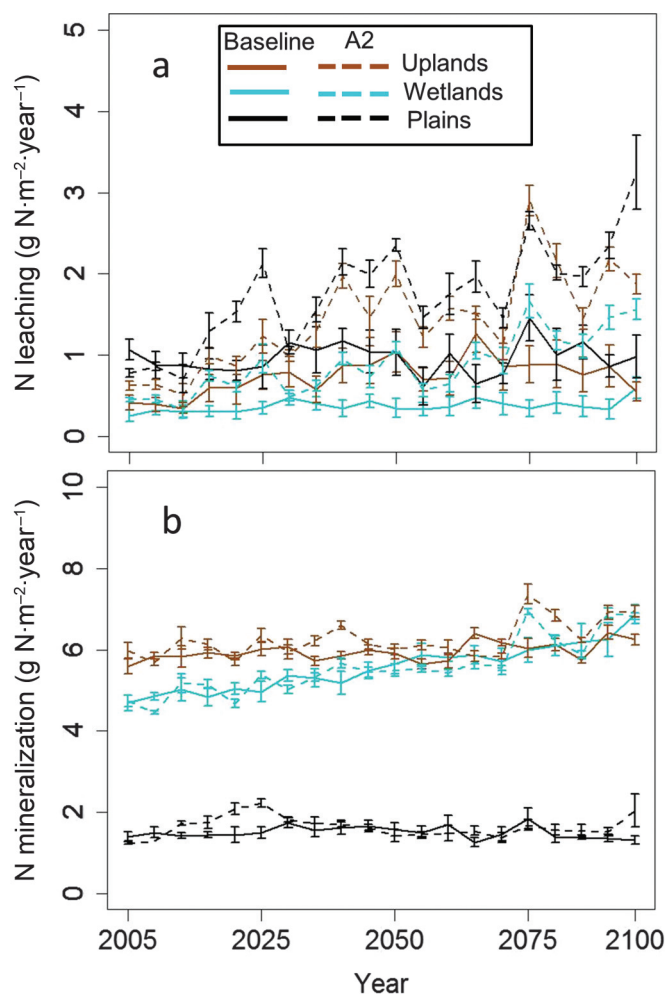 5
4
3
2
1
0
N leaching (g N·m⁻²·year⁻¹)
a
Baseline A2
Uplands
Wetlands
Plains
10
8
6
4
2
0
N mineralization (g N·m⁻²·year⁻¹)
b
2005 2025 2050 2075 2100
Year